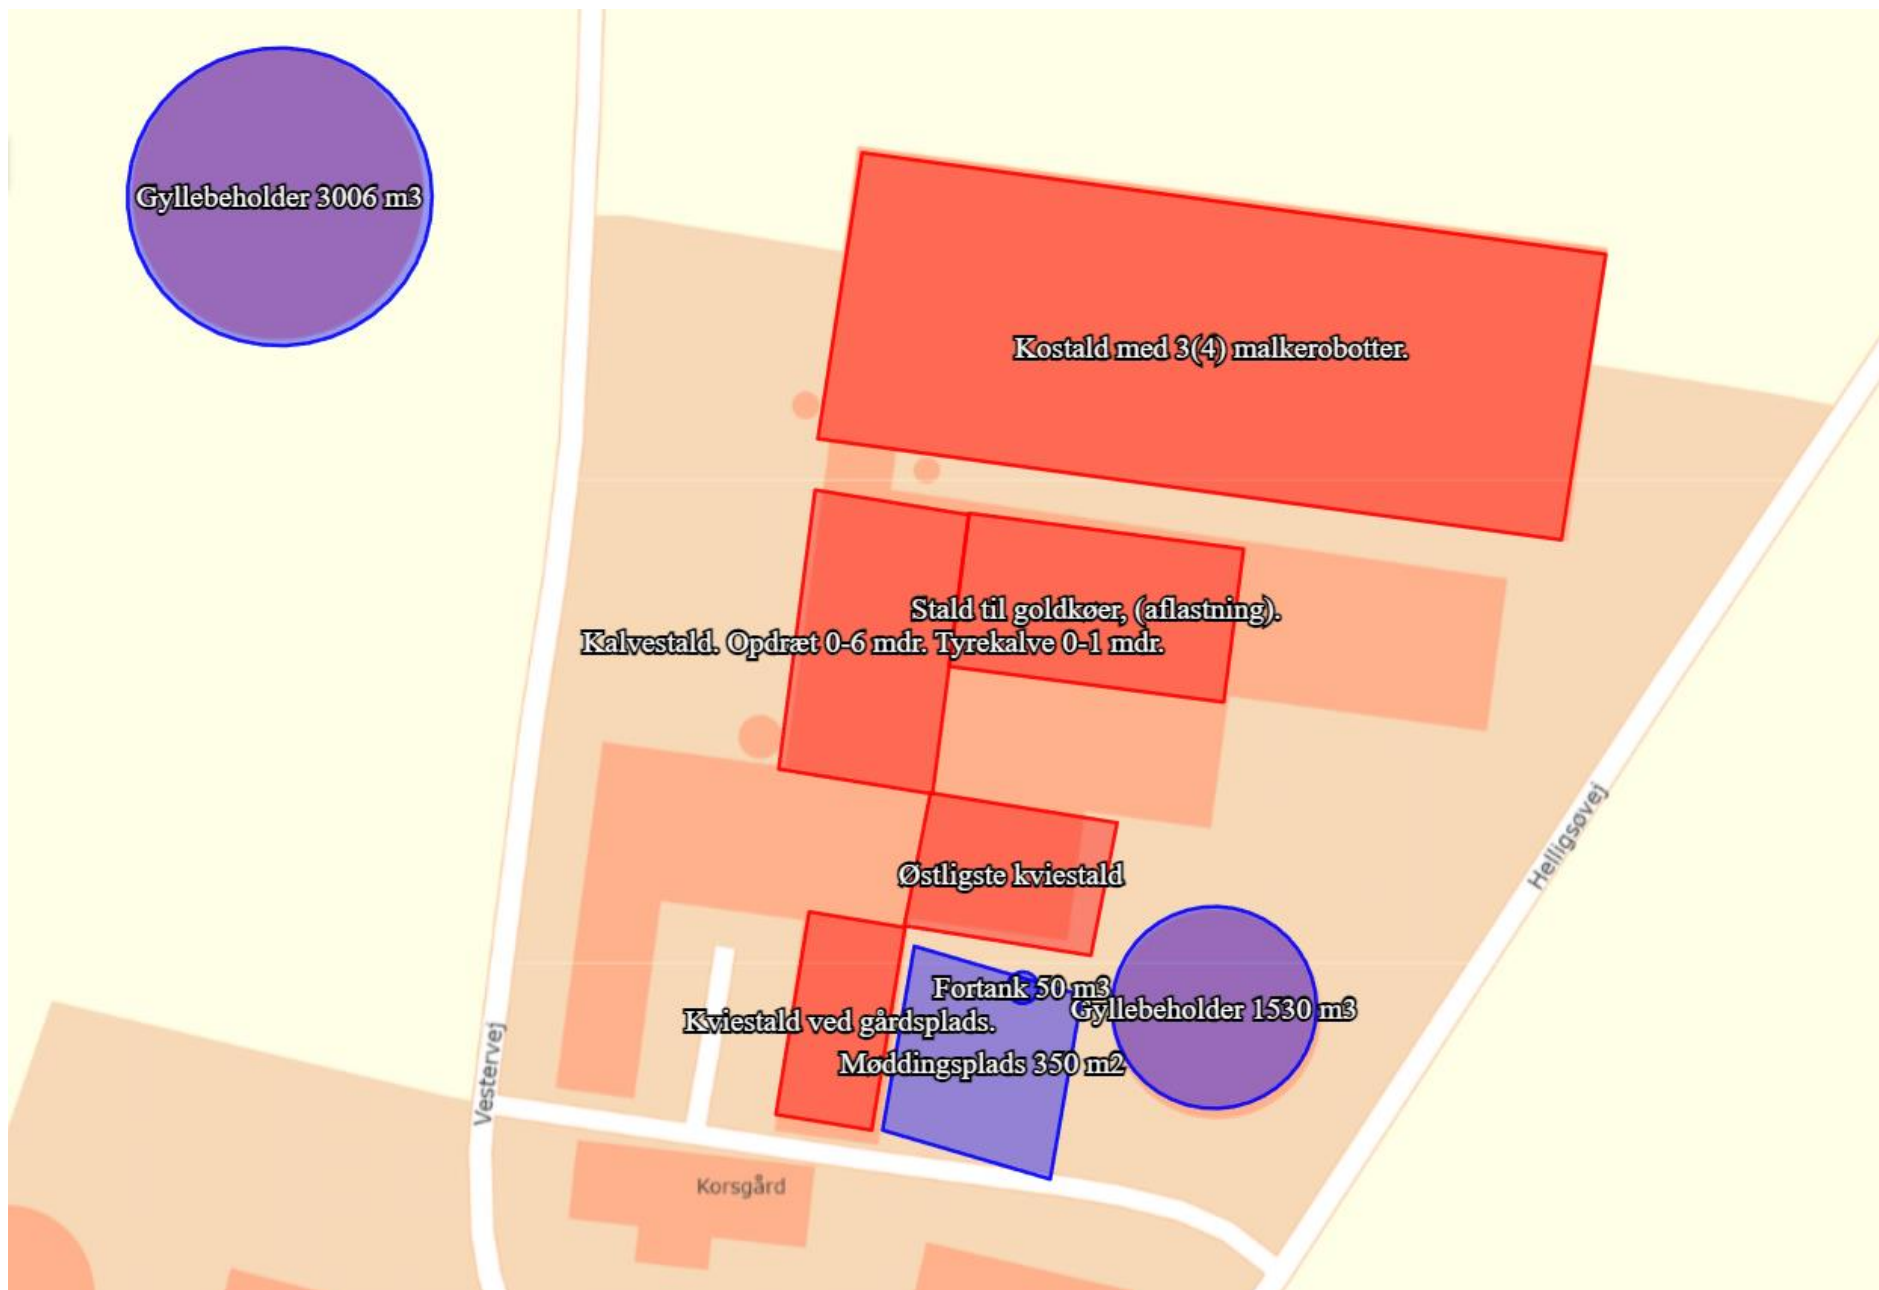 Gyllebeholder 3006 m3
Kostald med 3(4) malkerobotter.
Stald til goldkøer, (aflastning).
Kalvestald. Opdræt 0-6 mdr. Tyrekalve 0-1 mdr.
Helligsøvej
Østligste kviestald
Fortank 50 m3
Gyllebeholder 1530 m3
Kviestald ved gårdsplads.
Møddingsplads 350 m2
Vestervej
Korsgård